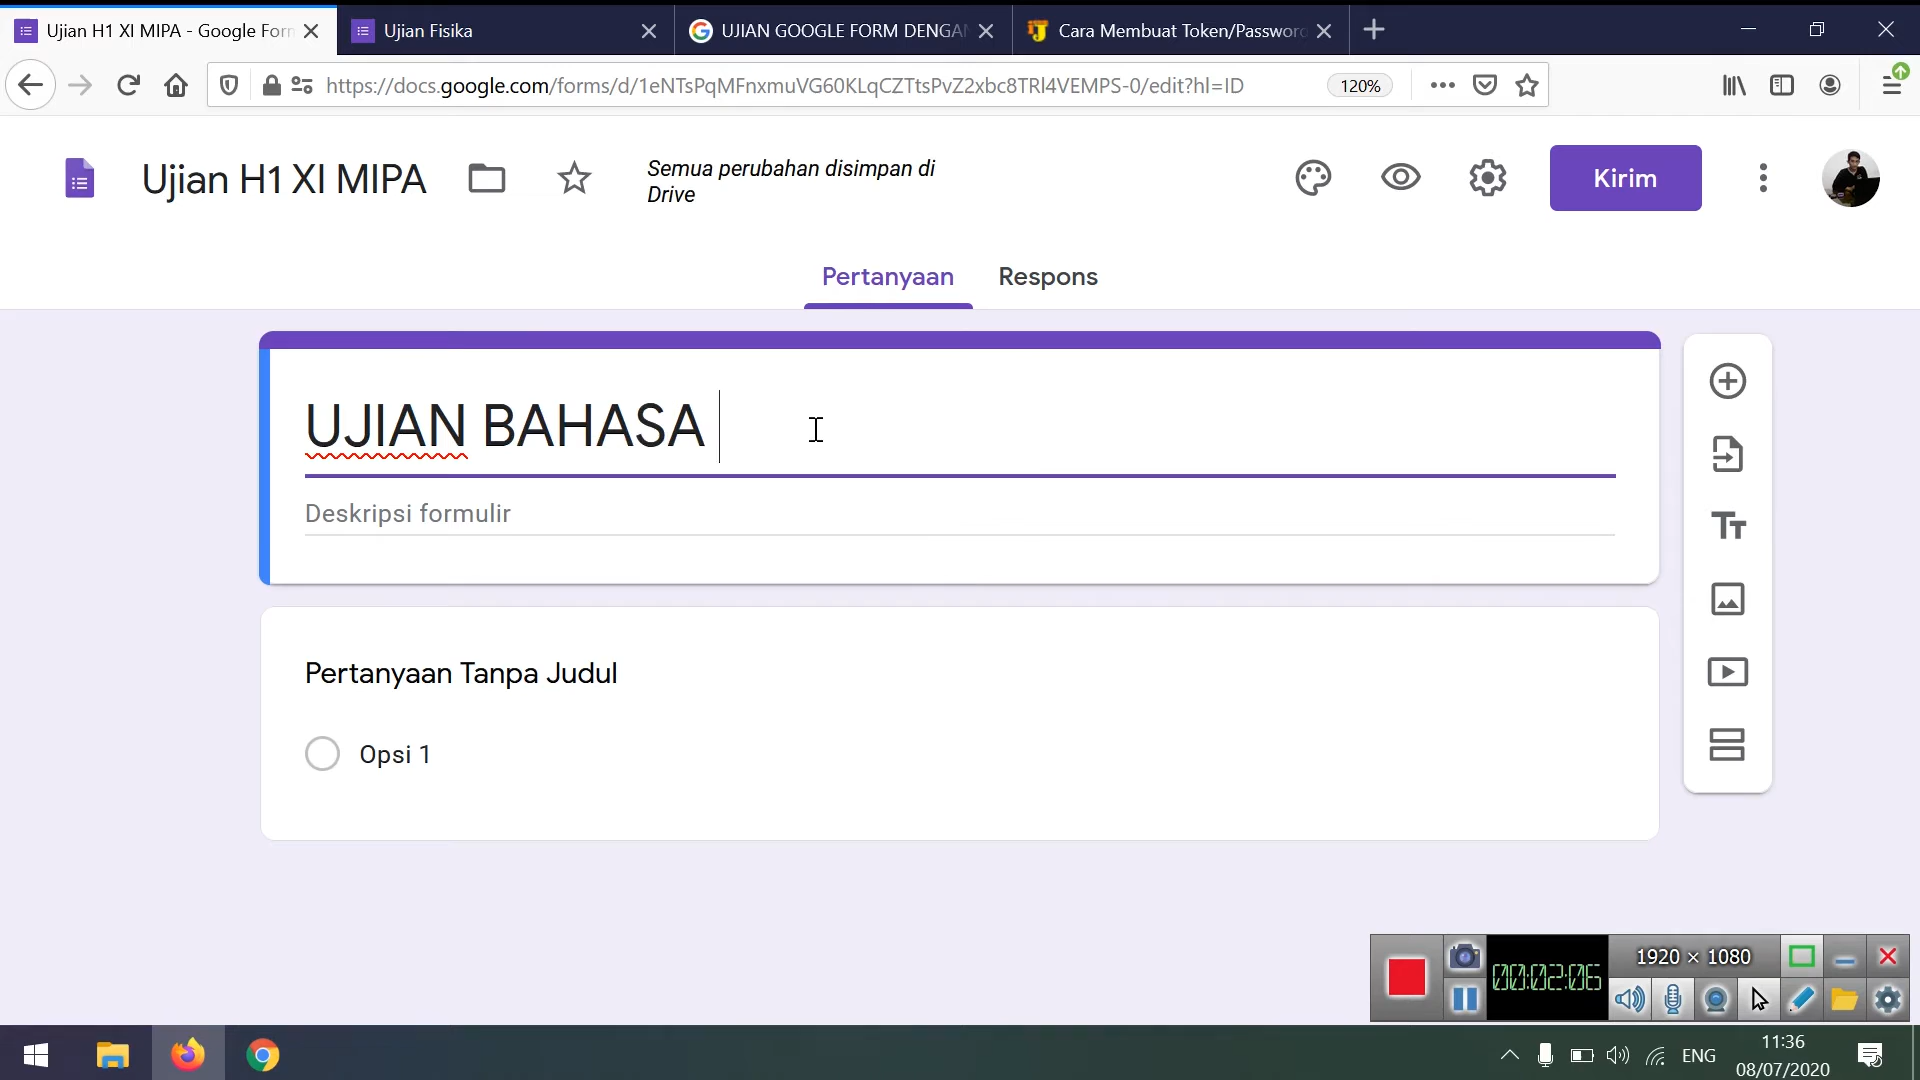 Ujian H1 XI MIPA - Google Form
Ujian Fisika
UJIAN GOOGLE FORM DENGA
Cara Membuat Token/Password
https://docs.google.com/forms/d/1eNTsPqMFnxmuVG60KLqCZTtsPvZ2xbc8TRl4VEMPS-0/edit?hl=ID
120%
Ujian H1 XI MIPA
Semua perubahan disimpan di
Drive
Kirim
Pertanyaan
Respons
UJIAN BAHASA
Deskripsi formulir
Pertanyaan Tanpa Judul
Opsi 1
00:02:06
1920 × 1080
ENG
11:36
08/07/2020